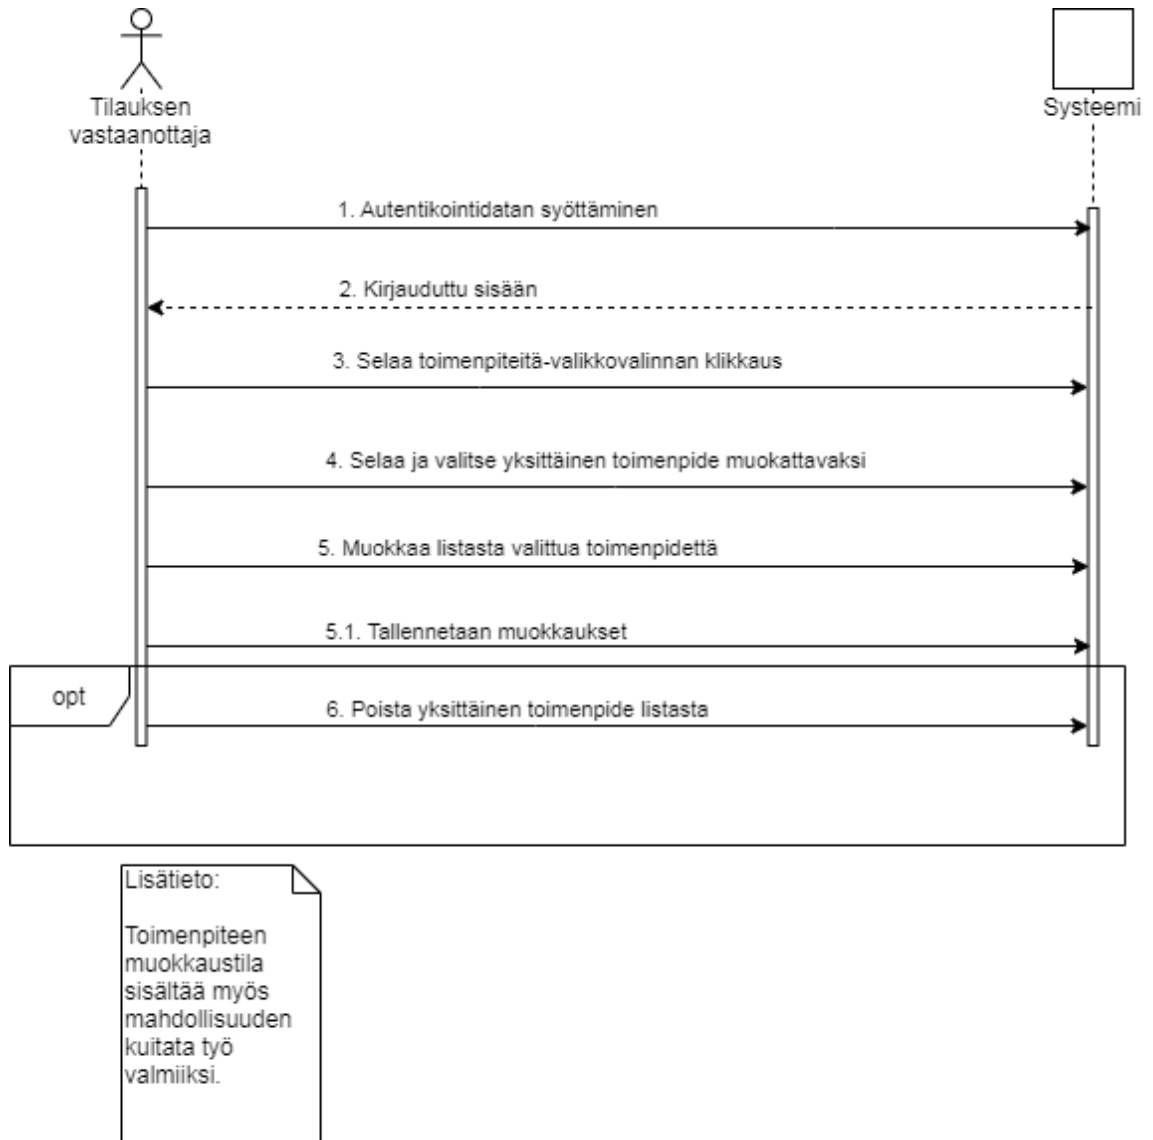 Tilauksen
vastaanottaja
Systeemi
1. Autentikointidatan syöttäminen
2. Kirjauduttu sisään
3. Selaa toimenpiteitä-valikkovalinnan klikkaus
4. Selaa ja valitse yksittäinen toimenpide muokattavaksi
5. Muokkaa listasta valittua toimenpidettä
5.1. Tallennetaan muokkaukset
opt
6. Poista yksittäinen toimenpide listasta
Lisätieto:
Toimenpiteen
muokkaustila
sisältää myös
mahdollisuuden
kuitata työ
valmiiksi.